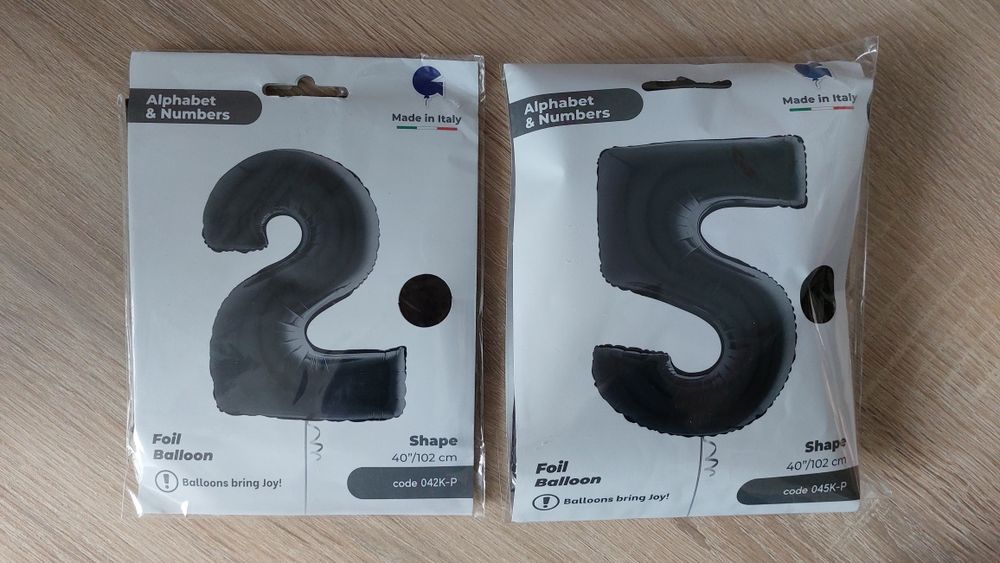 Alphabet
& Numbers
Made in Italy
2
Foil
Balloon
Balloons bring Joy!
Shape
40"/102 cm
code 042K-P
Alphabet
& Numbers
Made in Italy
5
Foil
Balloon
Balloons bring Joy!
Shape
40"/102 cm
code 045K-P